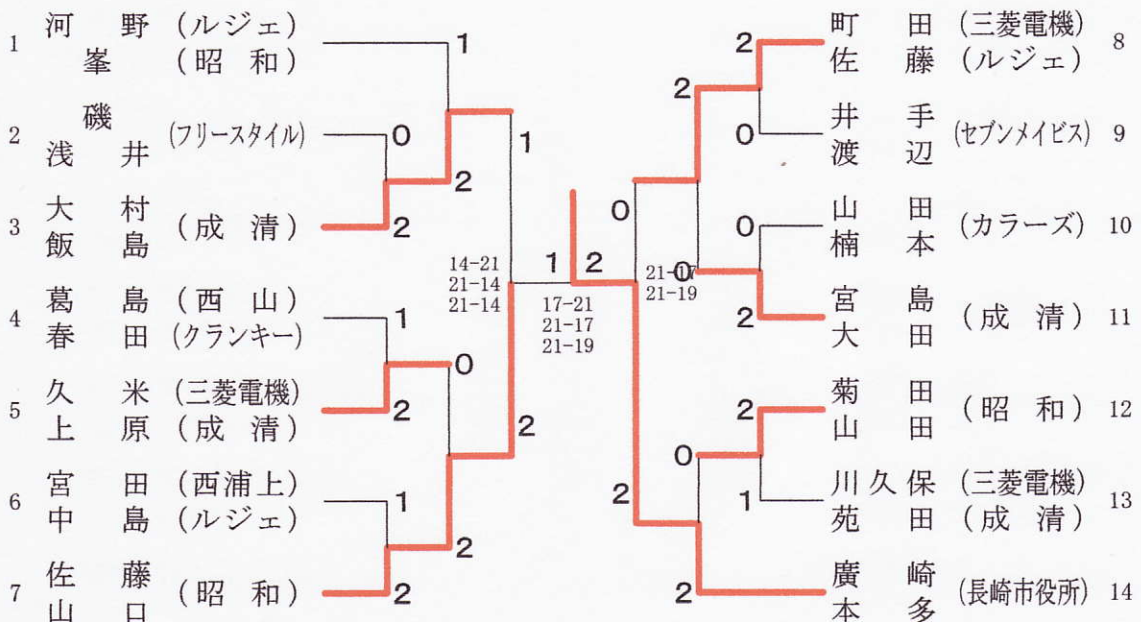 河 野 (ルジェ)
1
峯 (昭 和)
1
磯
2 (フリースタイル) 0
浅 井
2
大 村
3 (成 清) 2
飯 島
1
葛 島 (西 山)
4 1
春 田 (クランキー)
0
久 米 (三菱電機)
5 2
上 原 (成 清)
2
宮 田 (西浦上)
6 1
中 島 (ルジェ)
2
佐 藤
7 (昭 和) 2
山 口
14-21
21-14
21-14
1 2
17-21
21-17
21-19
町 田 (三菱電機)
2 8
佐 藤 (ルジェ)
2
井 手
0 (セブンメイビス) 9
渡 辺
0
山 田
0 (カラーズ) 10
楠 本
0
21-17
21-19
宮 島
2 (成 清) 11
大 田
菊 田
2 (昭 和) 12
山 田
0
2
川久保 (三菱電機)
1 13
苑 田 (成 清)
廣 崎
2 (長崎市役所) 14
本 多